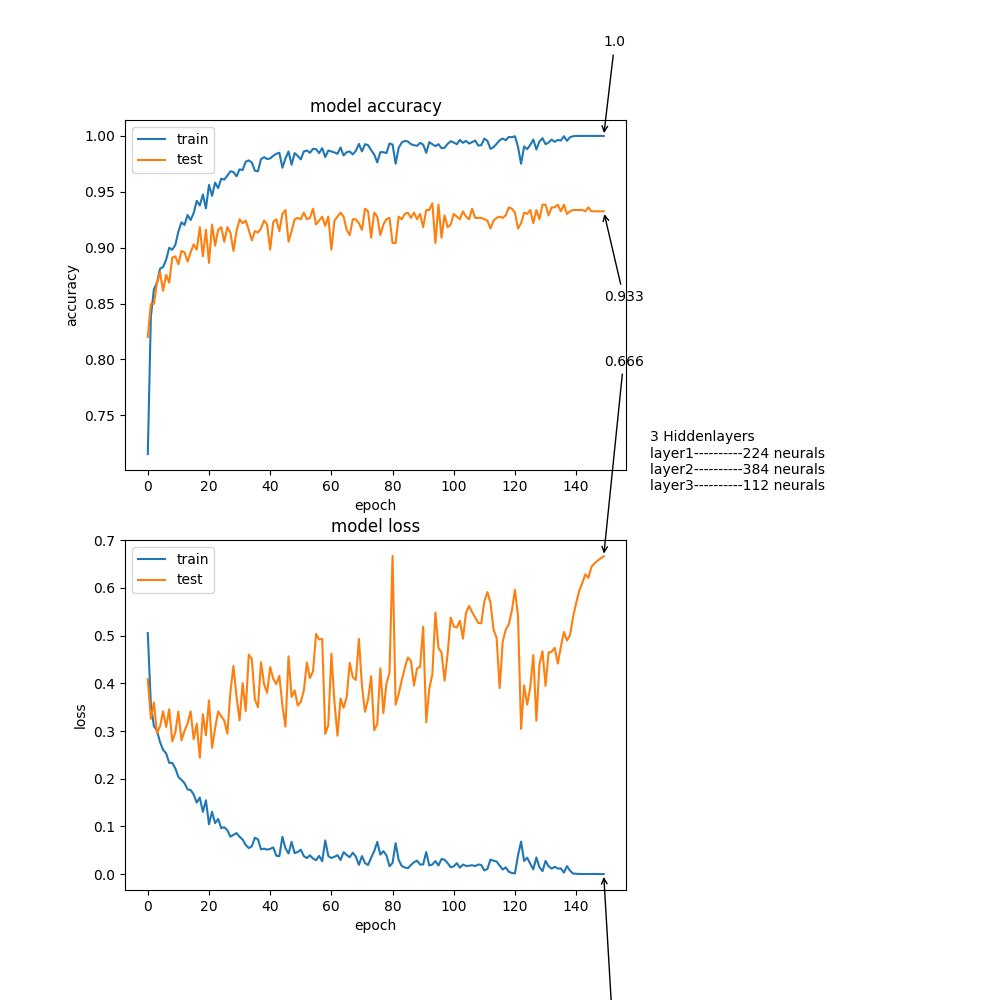 1.0
model accuracy
train
test
1.00
0.95
0.90
0.85
0.80
0.75
accuracy
0 20 40 60 80 100 120 140
epoch
0.933
0.666
3 Hiddenlayers
layer1----------224 neurals
layer2----------384 neurals
layer3----------112 neurals
model loss
train
test
0.7
0.6
0.5
0.4
0.3
0.2
0.1
0.0
loss
0 20 40 60 80 100 120 140
epoch